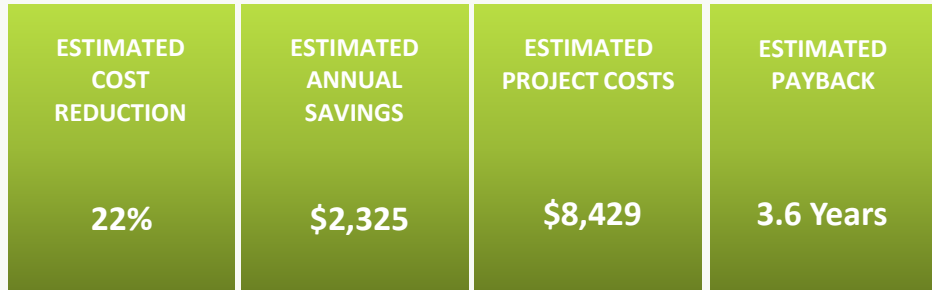 ESTIMATED
COST
REDUCTION
22%
ESTIMATED
ANNUAL
SAVINGS
$2,325
ESTIMATED
PROJECT COSTS
$8,429
ESTIMATED
PAYBACK
3.6 Years